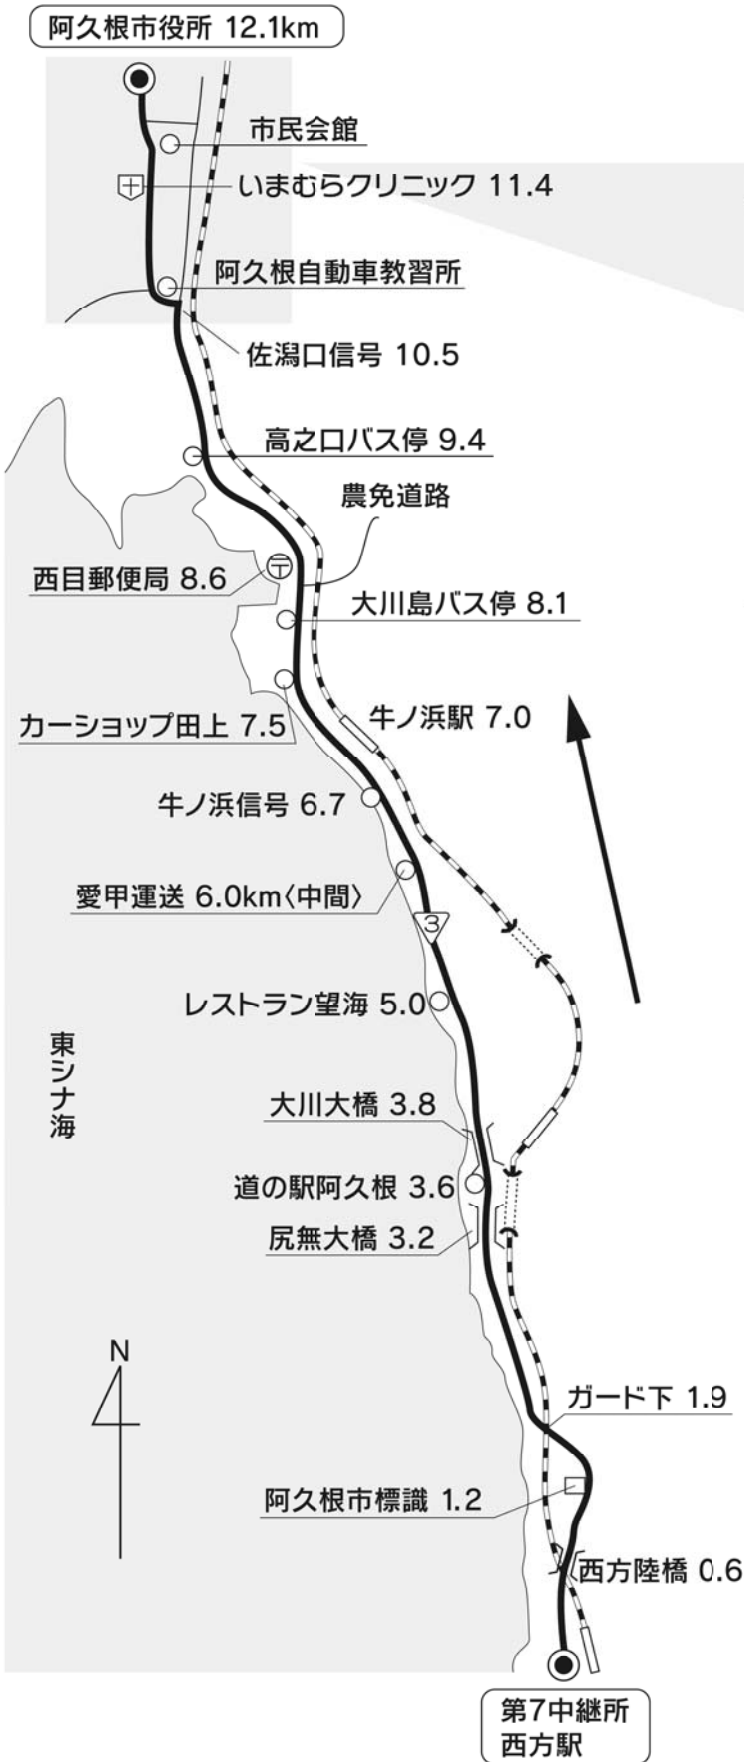 阿久根市役所 12.1km
市民会館
いまむらクリニック 11.4
阿久根自動車教習所
佐潟口信号 10.5
高之口バス停 9.4
農免道路
西目郵便局 8.6
大川島バス停 8.1
牛ノ浜駅 7.0
カーショップ田上 7.5
牛ノ浜信号 6.7
愛甲運送 6.0km〈中間〉
3
レストラン望海 5.0
東シナ海
大川大橋 3.8
道の駅阿久根 3.6
尻無大橋 3.2
N
ガード下 1.9
阿久根市標識 1.2
西方陸橋 0.6
第7中継所
西方駅